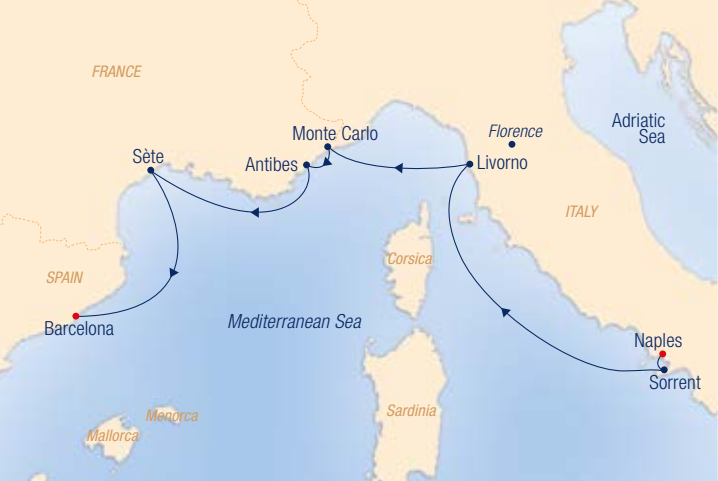 FRANCE
Monte Carlo
Florence
Adriatic
Sea
Sète
Antibes
Livorno
ITALY
Corsica
SPAIN
Barcelona
Mediterranean Sea
Naples
Sorrent
Menorca
Mallorca
Sardinia